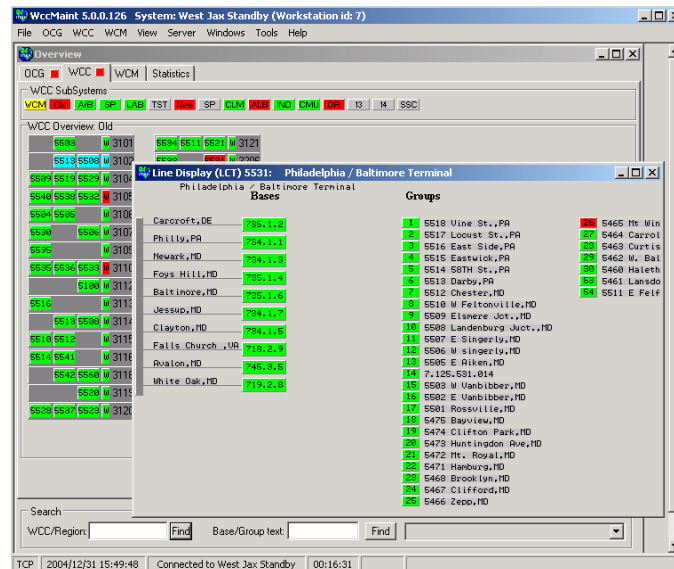 WccMaint 5.0.0.126 System: West Jax Standby (Workstation id: 7)
File OCG WCC WCM View Server Windows Tools Help
Overview
OCG WCC WCM Statistics
WCC SubSystems
WCM Old A/B SP LAB TST New SP CLM ALB IND CMU DR 13 14 SSC
WCC Overview: Old
5503 W 3101 5534 5511 5521 W 3121
5513 5508 W 3102
5509 5519 5529 W 3104
5540 5538 5532 W 3105
5504 5505 W 3106
5530 5506 W 3107
5595 W 3109
5535 5536 5533 W 3110
5100 W 3112
5516 W 3113
5513 5508 W 3114
5510 5512 W 3115
5514 5541 W 3116
5542 5560 W 3118
5520 W 3119
5528 5537 5523 W 3120
Line Display (LCT) 5531: Philadelphia / Baltimore Terminal
Philadelphia / Baltimore Terminal
Bases
Carcroft,DE 735.1.2
Philly,PA 734.1.1
Newark,MD 734.1.3
Foys Hill,MD 735.1.4
Baltimore,MD 735.1.6
Jessup,MD 734.1.7
Clayton,MD 734.1.5
Falls Church ,VA 718.2.9
Avalon,MD 745.3.5
White Oak,MD 719.2.8
Groups
1 5518 Vine St.,PA
2 5517 Locust St.,PA
3 5516 East Side,PA
4 5515 Eastwick,PA
5 5514 58TH St.,PA
6 5513 Darby,PA
7 5512 Chester,MD
8 5510 W Feltonville,MD
9 5509 Elsmere Jct.,MD
10 5508 Landenburg Juct.,MD
11 5507 E Singerly,MD
12 5506 W singerly,MD
13 5505 E Aiken,MD
14 7.125.531.014
15 5503 W Vanbibber,MD
16 5502 E Vanbibber,MD
17 5501 Rossville,MD
18 5475 Bayview,MD
19 5474 Clifton Park,MD
20 5473 Huntingdon Ave,MD
21 5472 Mt. Royal,MD
22 5471 Hamburg,MD
23 5468 Brooklyn,MD
24 5467 Clifford,MD
25 5466 Zepp,MD
26 5465 Mt Win
27 5464 Carrol
28 5463 Curtis
29 5462 W. Bal
30 5460 Haleth
53 5461 Lansdo
54 5511 E Felf
Search
WCC/Region: Find Base/Group text: Find
TCP 2004/12/31 15:49:48 Connected to West Jax Standby 00:16:31